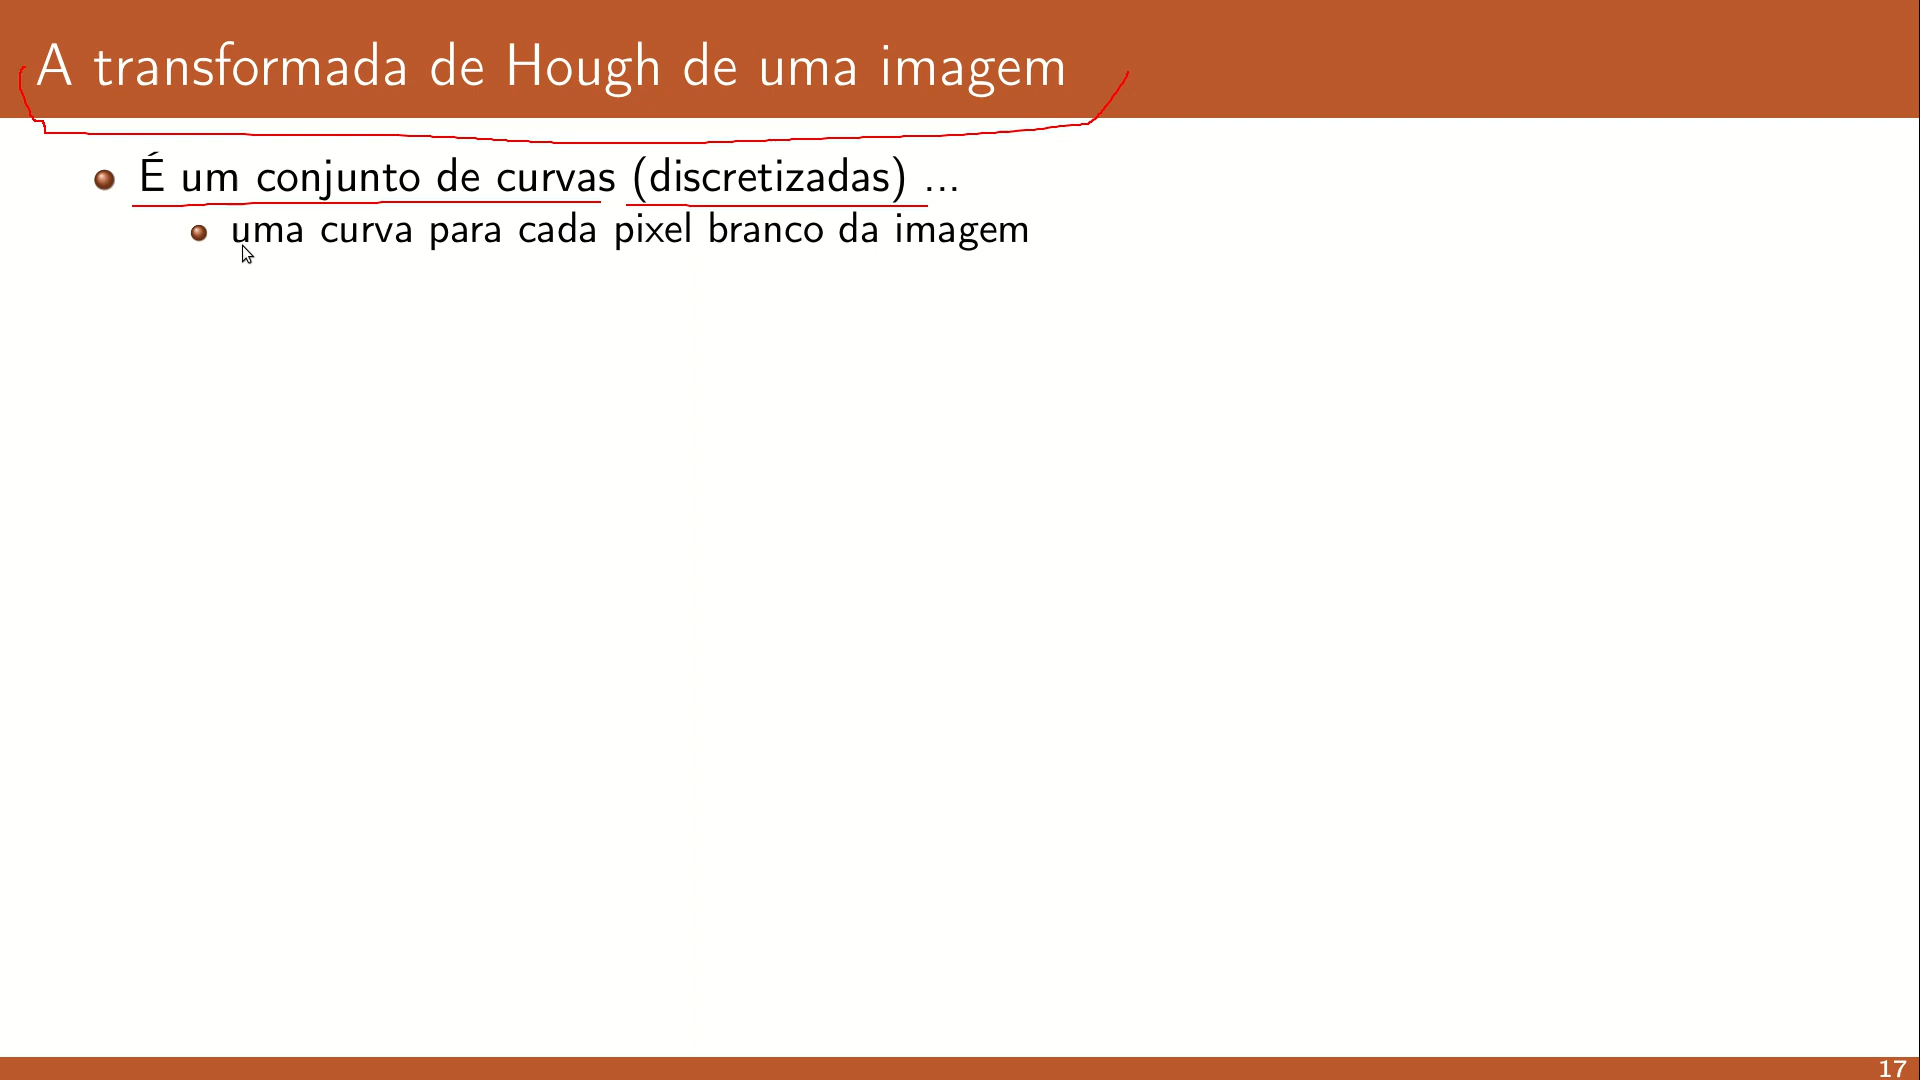 A transformada de Hough de uma imagem
É um conjunto de curvas (discretizadas) ...
uma curva para cada pixel branco da imagem
17